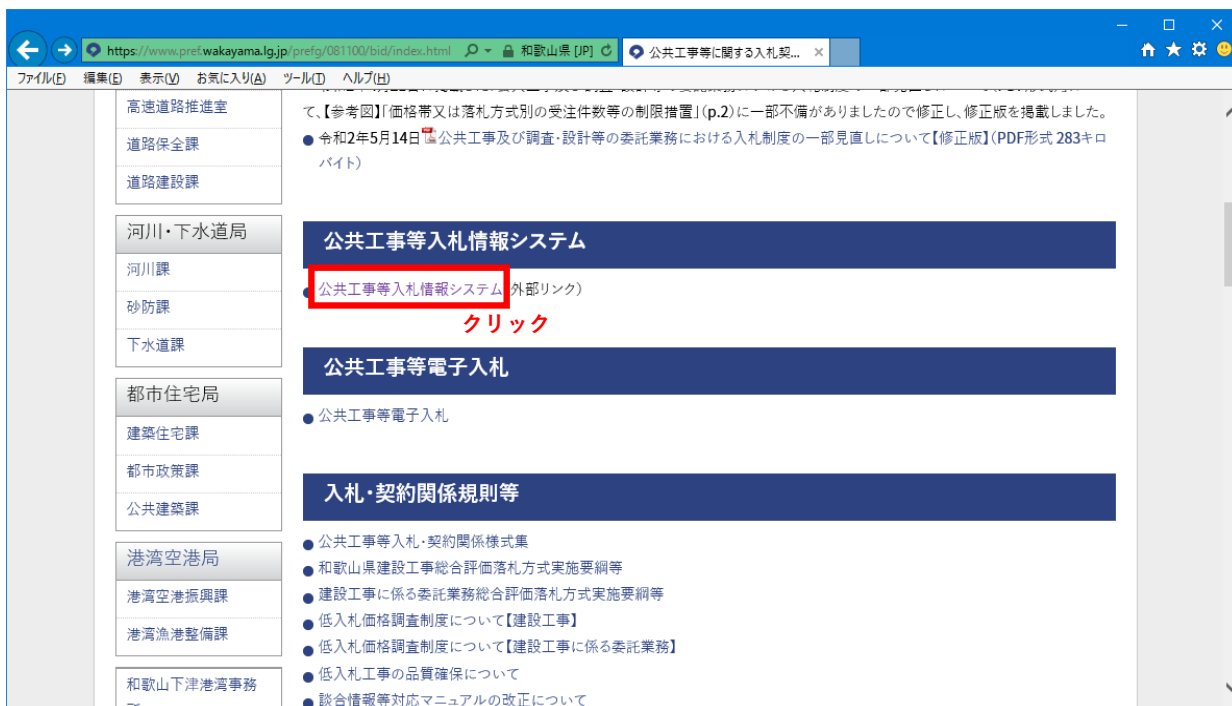 https://www.pref.wakayama.lg.jp/prefg/081100/bid/index.html
和歌山県 [JP]
公共工事等に関する入札契...
ファイル(F) 編集(E) 表示(V) お気に入り(A) ツール(T) ヘルプ(H)
高速道路推進室
道路保全課
道路建設課
河川・下水道局
河川課
砂防課
下水道課
都市住宅局
建築住宅課
都市政策課
公共建築課
港湾空港局
港湾空港振興課
港湾漁港整備課
和歌山下津港湾事務
て、【参考図】「価格帯又は落札方式別の受注件数等の制限措置」(p.2)に一部不備がありましたので修正し、修正版を掲載しました。
令和2年5月14日 公共工事及び調査・設計等の委託業務における入札制度の一部見直しについて【修正版】(PDF形式 283キロ
バイト)
公共工事等入札情報システム
公共工事等入札情報システム 外部リンク)
クリック
公共工事等電子入札
公共工事等電子入札
入札・契約関係規則等
公共工事等入札・契約関係様式集
和歌山県建設工事総合評価落札方式実施要綱等
建設工事に係る委託業務総合評価落札方式実施要綱等
低入札価格調査制度について【建設工事】
低入札価格調査制度について【建設工事に係る委託業務】
低入札工事の品質確保について
談合情報等対応マニュアルの改正について